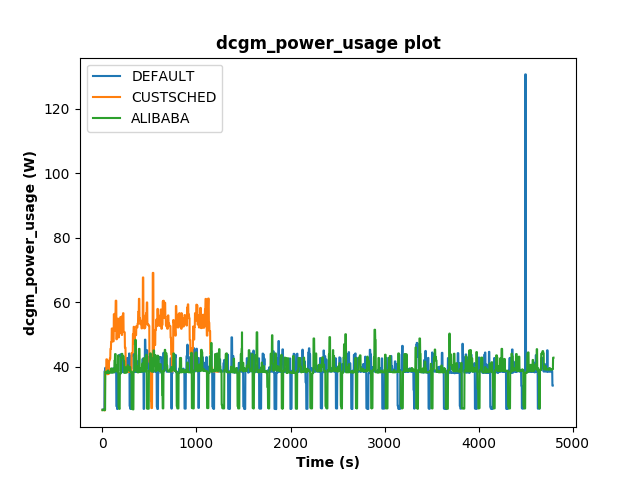 dcgm_power_usage plot
DEFAULT
CUSTSCHED
ALIBABA
dcgm_power_usage (W)
120
100
80
60
40
0
1000
2000
3000
4000
5000
Time (s)